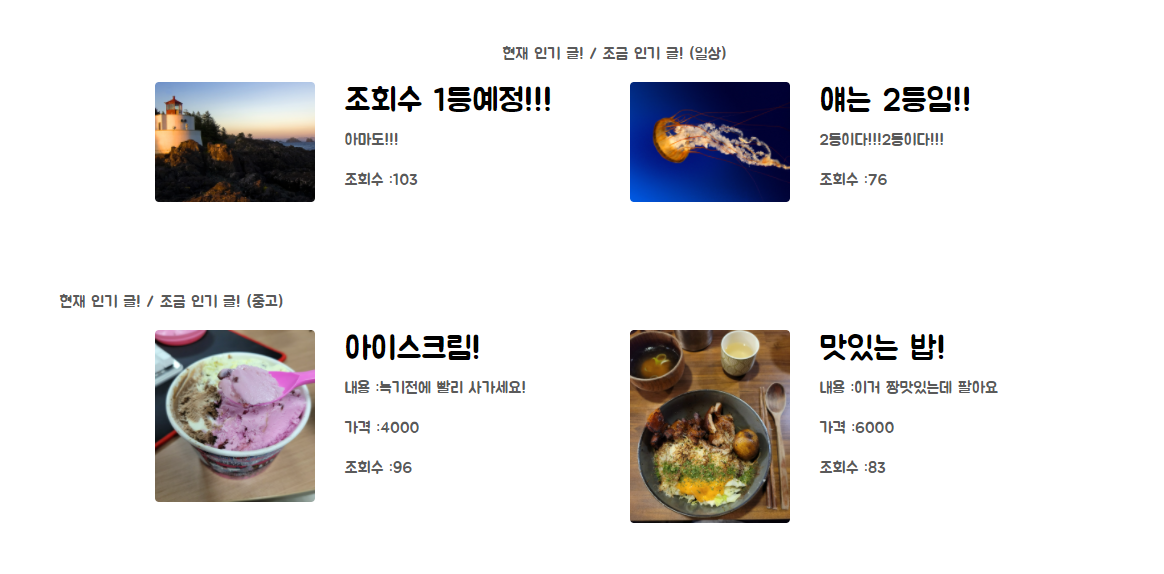 현재 인기 글! / 조금 인기 글! (일상)
조회수 1등예정!!!
아마도!!!
조회수 :103
얘는 2등임!!
2등이다!!!2등이다!!!
조회수 :76
현재 인기 글! / 조금 인기 글! (중고)
아이스크림!
내용 :녹기전에 빨리 사가세요!
가격 :4000
조회수 :96
맛있는 밥!
내용 :이거 짱맛있는데 팔아요
가격 :6000
조회수 :83